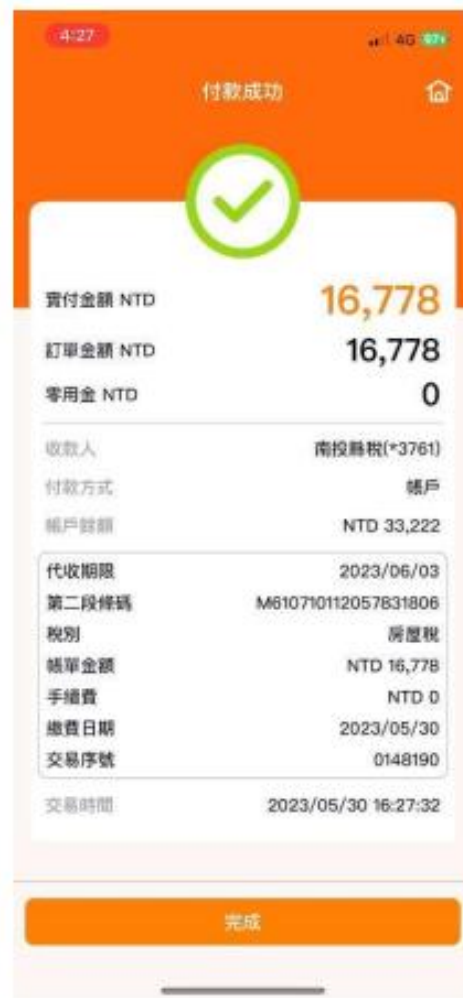 4:27 4G 97
付款成功
實付金額 NTD 16,778
訂單金額 NTD 16,778
零用金 NTD 0
收款人 南投縣稅(*3761)
付款方式 帳戶
帳戶餘額 NTD 33,222
代收期限 2023/06/03
第二段條碼 M610710112057831806
稅別 房屋稅
帳單金額 NTD 16,778
手續費 NTD 0
繳費日期 2023/05/30
交易序號 0148190
交易時間 2023/05/30 16:27:32
完成